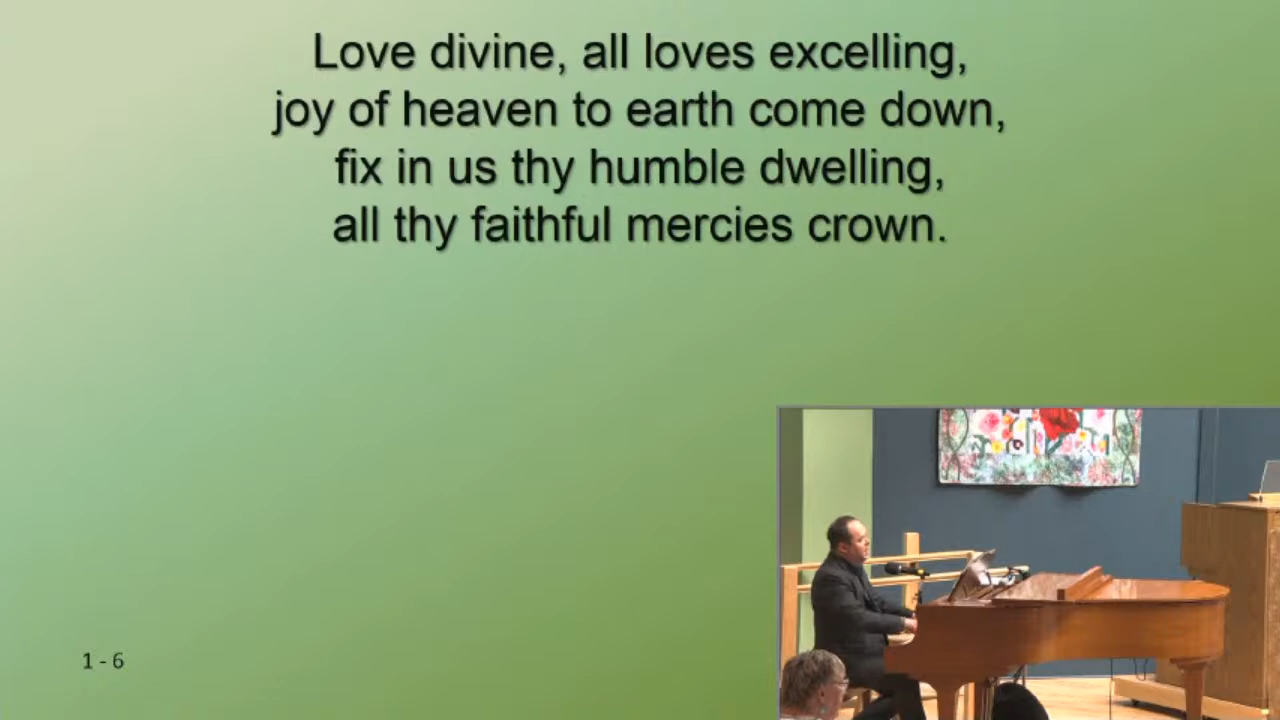 Love divine, all loves excelling,
joy of heaven to earth come down,
fix in us thy humble dwelling,
all thy faithful mercies crown.
1 - 6